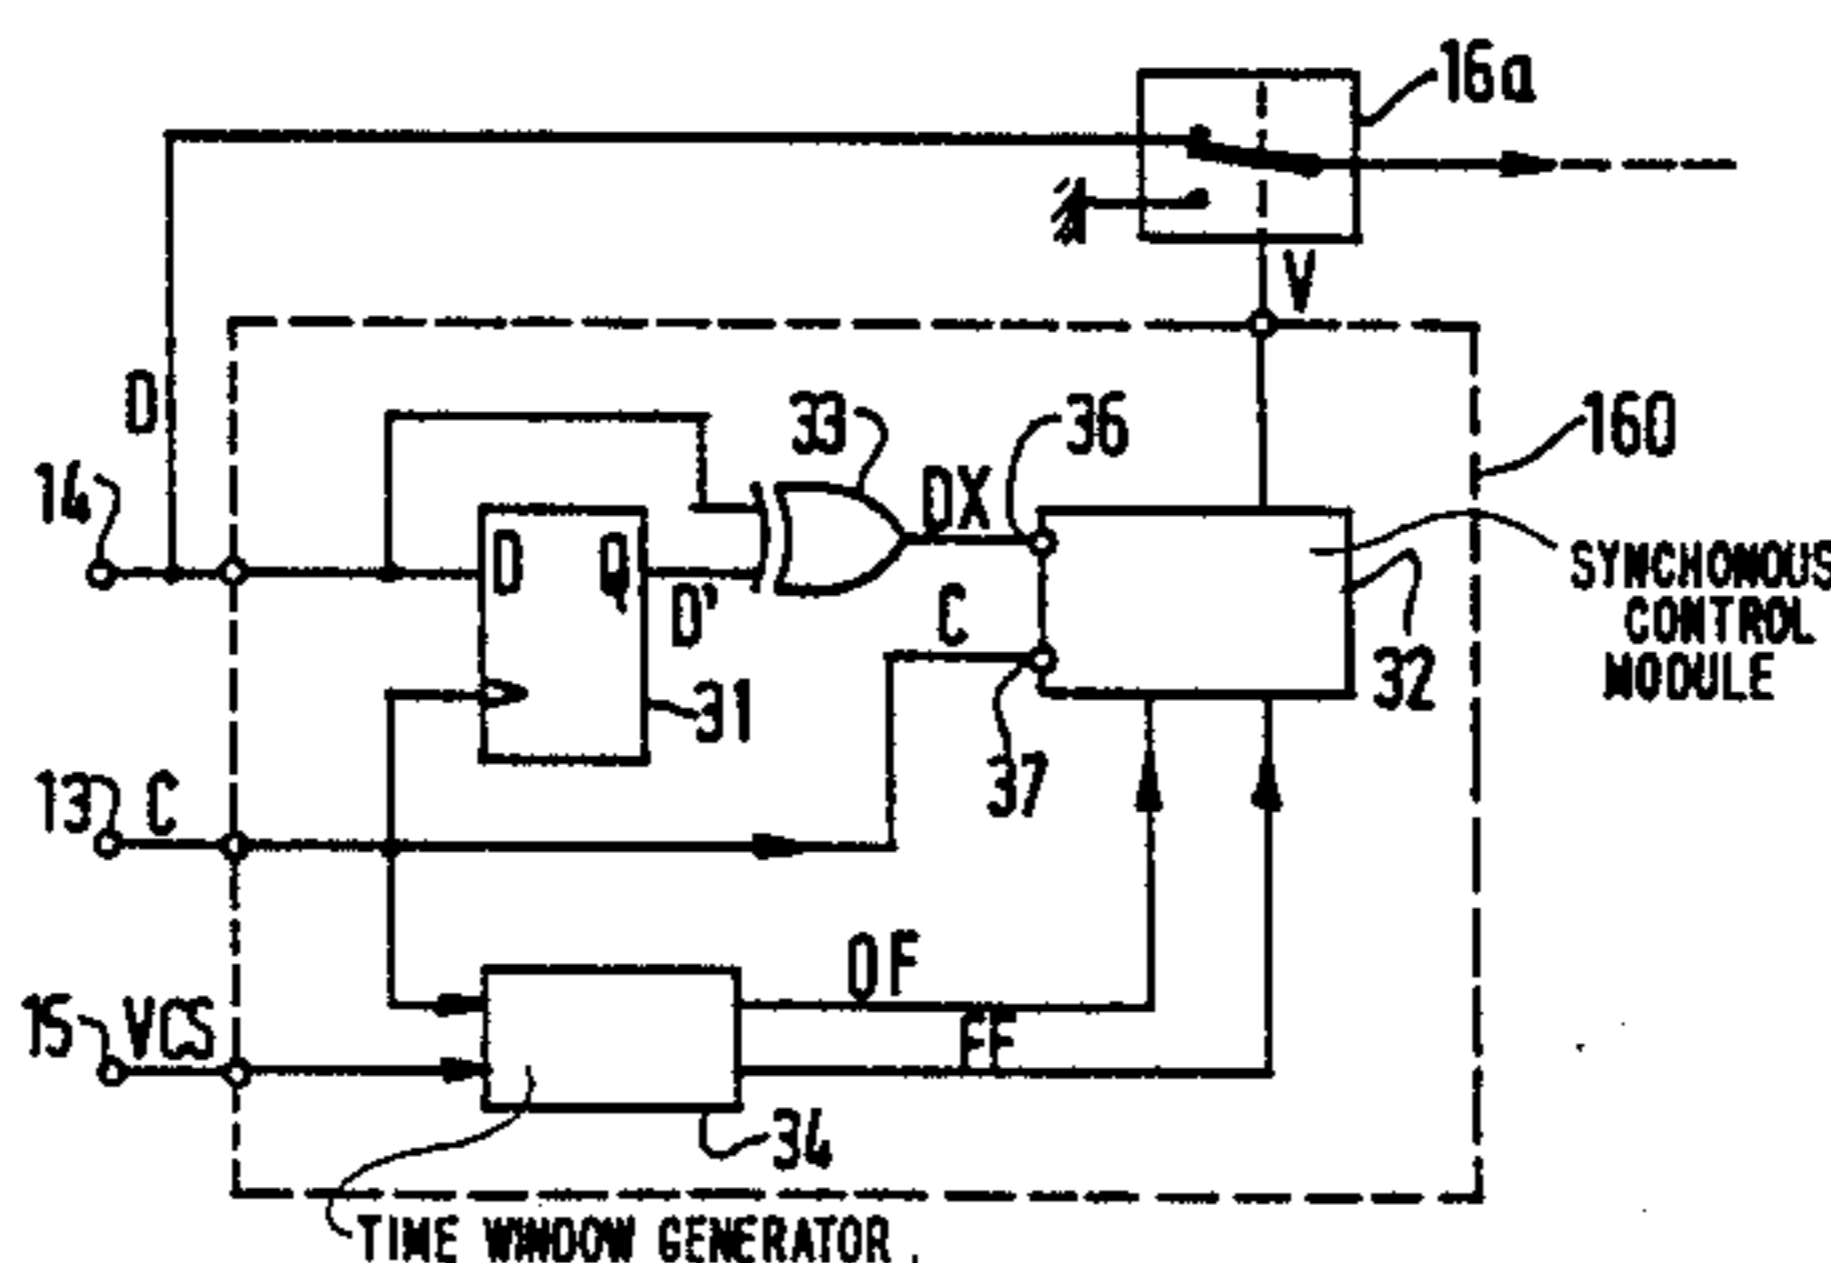 16a
V
D
33
36
160
14
DX
D Q
D'
C
SYNCHONOUS
CONTROL
MODULE
32
31
37
13 C
OF
FF
15 VCS
34
TIME WINDOW GENERATOR.